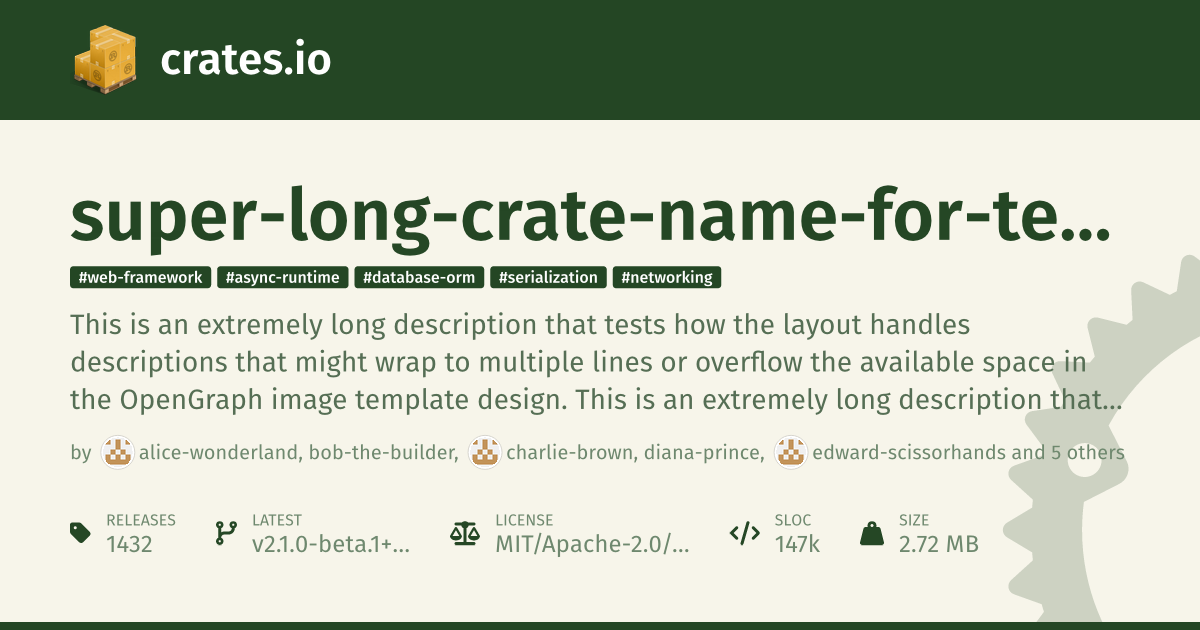 crates.io
super-long-crate-name-for-te...
#web-framework #async-runtime #database-orm #serialization #networking
This is an extremely long description that tests how the layout handles
descriptions that might wrap to multiple lines or overflow the available space in
the OpenGraph image template design. This is an extremely long description that...
by alice-wonderland, bob-the-builder, charlie-brown, diana-prince, edward-scissorhands and 5 others
RELEASES LATEST LICENSE SLOC SIZE
1432 v2.1.0-beta.1+... MIT/Apache-2.0/... 147k 2.72 MB